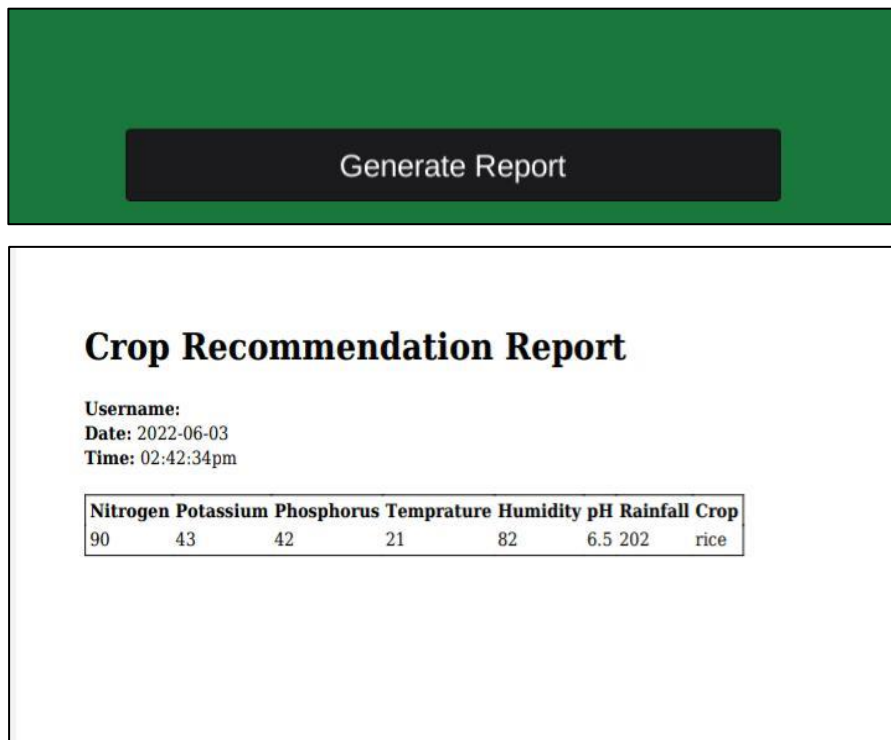 Generate Report
Crop Recommendation Report
Username:
Date: 2022-06-03
Time: 02:42:34pm
Nitrogen Potassium Phosphorus Temprature Humidity pH Rainfall Crop
90 43 42 21 82 6.5 202 rice